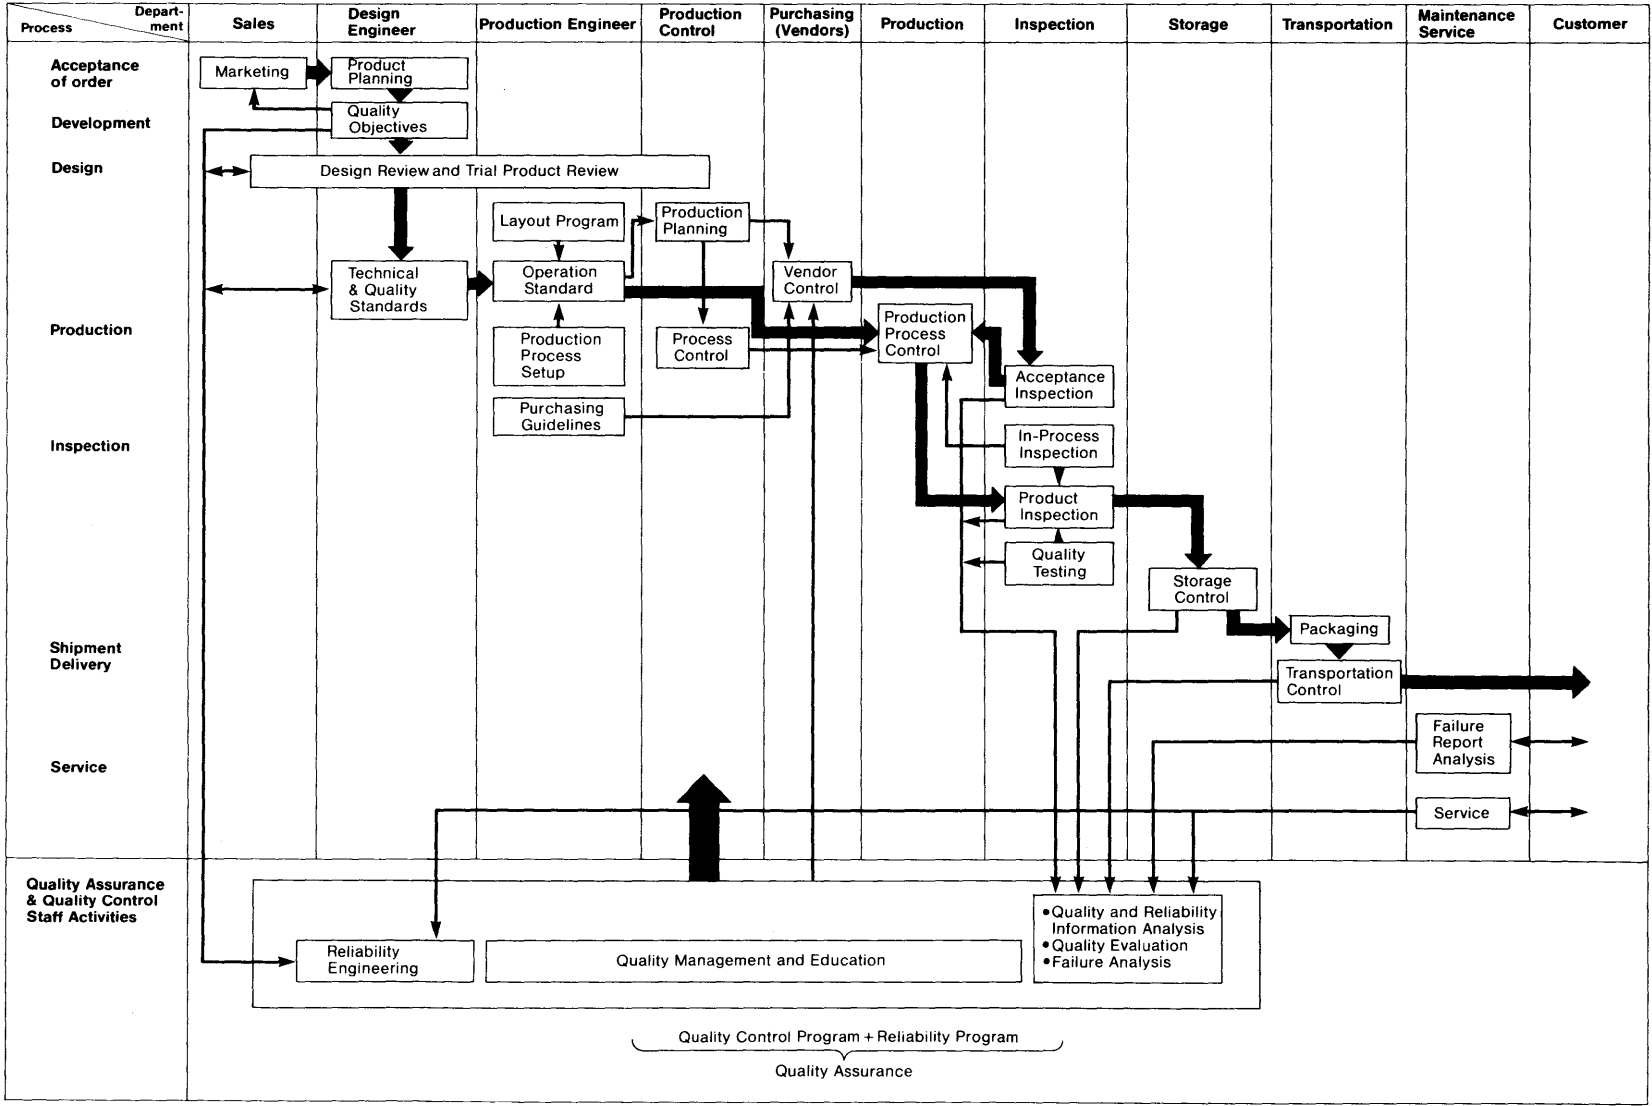 Depart-
ment
Process
Sales
Design
Engineer
Production Engineer
Production
Control
Purchasing
(Vendors)
Production
Inspection
Storage
Transportation
Maintenance
Service
Customer
Acceptance
of order
Marketing
Product
Planning
Development
Quality
Objectives
Design
Design Review and Trial Product Review
Layout Program
Production
Planning
Technical
& Quality
Standards
Operation
Standard
Vendor
Control
Production
Production
Process
Setup
Process
Control
Production
Process
Control
Acceptance
Inspection
Purchasing
Guidelines
Inspection
In-Process
Inspection
Product
Inspection
Quality
Testing
Storage
Control
Shipment
Delivery
Packaging
Transportation
Control
Failure
Report
Analysis
Service
Service
Quality Assurance
& Quality Control
Staff Activities
Reliability
Engineering
Quality Management and Education
•Quality and Reliability
Information Analysis
•Quality Evaluation
•Failure Analysis
Quality Control Program + Reliability Program
Quality Assurance